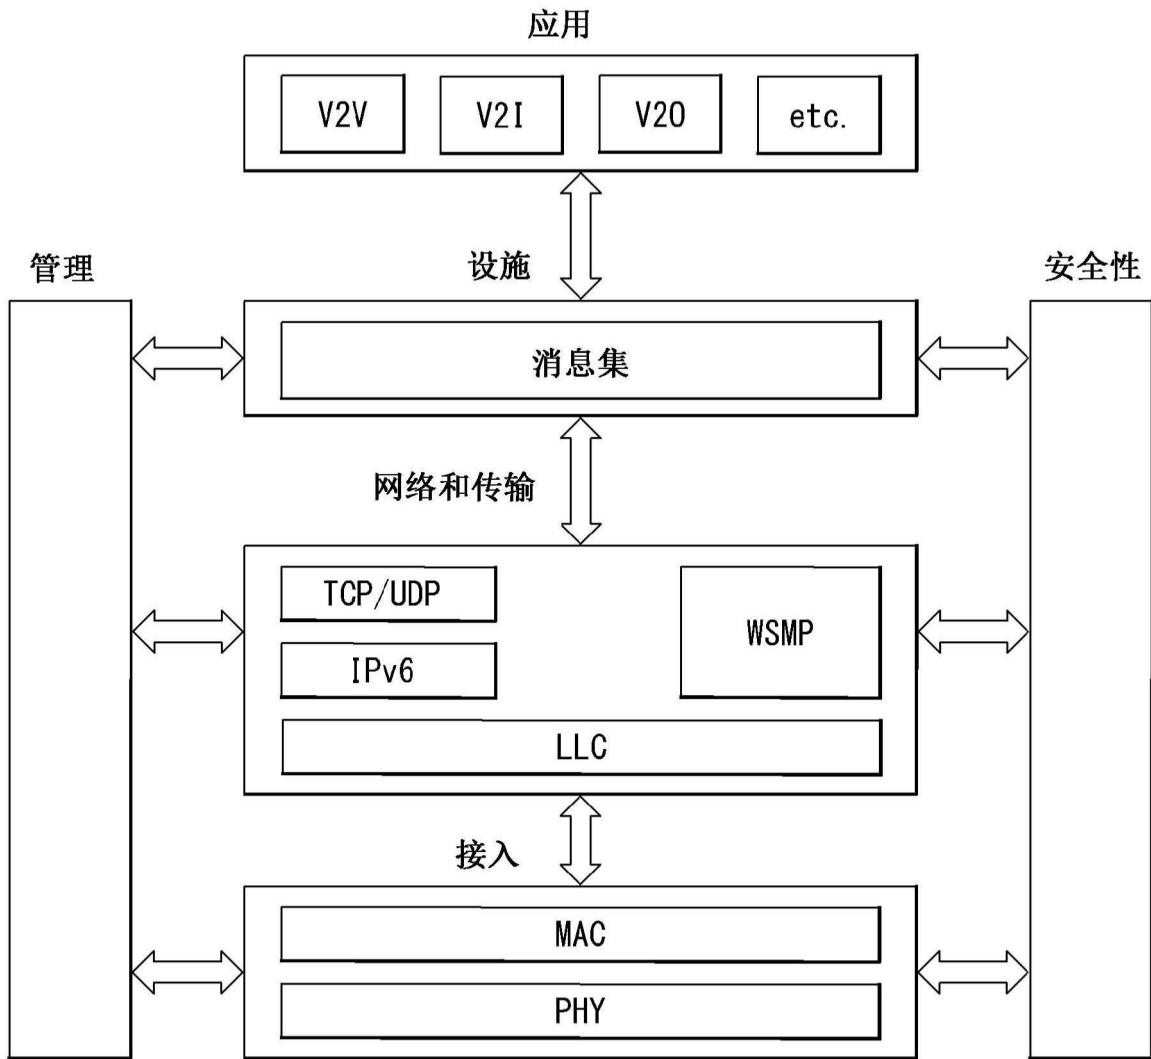 应用
V2V V2I V2O etc.
设施
管理
安全性
消息集
网络和传输
TCP/UDP
WSMP
IPv6
LLC
接入
MAC
PHY